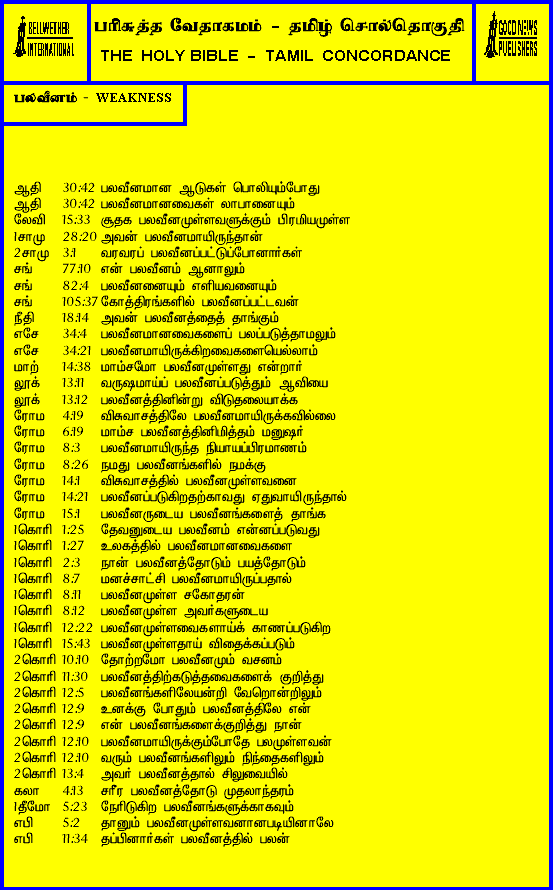 BELLWETHER
INTERNATIONAL
பரிசுத்த வேதாகமம் - தமிழ் சொல்தொகுதி
THE HOLY BIBLE - TAMIL CONCORDANCE
GOOD NEWS
PUBLISHERS
பலவீனம் - WEAKNESS
ஆதி 30:42 பலவீனமான ஆடுகள் பொலியும்போது
ஆதி 30:42 பலவீனமானவைகள் லாபானையும்
லேவி 15:33 சூதக பலவீனமுள்ளவளுக்கும் பிரமியமுள்ள
1சாமு 28:20 அவன் பலவீனமாயிருந்தான்
2சாமு 3:1 வரவரப் பலவீனப்பட்டுப்போனார்கள்
சங் 77:10 என் பலவீனம் ஆனாலும்
சங் 82:4 பலவீனனையும் எளியவனையும்
சங் 105:37 கோத்திரங்களில் பலவீனப்பட்டவன்
நீதி 18:14 அவன் பலவீனத்தைத் தாங்கும்
எசே 34:4 பலவீனமானவைகளைப் பலப்படுத்தாமலும்
எசே 34:21 பலவீனமாயிருக்கிறவைகளையெல்லாம்
மாற் 14:38 மாம்சமோ பலவீனமுள்ளது என்றார்
லூக் 13:11 வருஷமாய்ப் பலவீனப்படுத்தும் ஆவியை
லூக் 13:12 பலவீனத்தினின்று விடுதலையாக்க
ரோம 4:19 விசுவாசத்திலே பலவீனமாயிருக்கவில்லை
ரோம 6:19 மாம்ச பலவீனத்தினிமித்தம் மனுஷர்
ரோம 8:3 பலவீனமாயிருந்த நியாயப்பிரமாணம்
ரோம 8:26 நமது பலவீனங்களில் நமக்கு
ரோம 14:1 விசுவாசத்தில் பலவீனமுள்ளவனை
ரோம 14:21 பலவீனப்படுகிறதற்காவது ஏதுவாயிருந்தால்
ரோம 15:1 பலவீனருடைய பலவீனங்களைத் தாங்க
1கொரி 1:25 தேவனுடைய பலவீனம் என்னப்படுவது
1கொரி 1:27 உலகத்தில் பலவீனமானவைகளை
1கொரி 2:3 நான் பலவீனத்தோடும் பயத்தோடும்
1கொரி 8:7 மனச்சாட்சி பலவீனமாயிருப்பதால்
1கொரி 8:11 பலவீனமுள்ள சகோதரன்
1கொரி 8:12 பலவீனமுள்ள அவர்களுடைய
1கொரி 12:22 பலவீனமுள்ளவைகளாய்க் காணப்படுகிற
1கொரி 15:43 பலவீனமுள்ளதாய் விதைக்கப்படும்
2கொரி 10:10 தோற்றமோ பலவீனமும் வசனம்
2கொரி 11:30 பலவீனத்திற்கடுத்தவைகளைக் குறித்து
2கொரி 12:5 பலவீனங்களிலேயன்றி வேறொன்றிலும்
2கொரி 12:9 உனக்கு போதும் பலவீனத்திலே என்
2கொரி 12:9 என் பலவீனங்களைக்குறித்து நான்
2கொரி 12:10 பலவீனமாயிருக்கும்போதே பலமுள்ளவன்
2கொரி 12:10 வரும் பலவீனங்களிலும் நிந்தைகளிலும்
2கொரி 13:4 அவர் பலவீனத்தால் சிலுவையில்
கலா 4:13 சரீர பலவீனத்தோடு முதலாந்தரம்
1தீமோ 5:23 நேரிடுகிற பலவீனங்களுக்காகவும்
எபி 5:2 தானும் பலவீனமுள்ளவனானபடியினாலே
எபி 11:34 தப்பினார்கள் பலவீனத்தில் பலன்